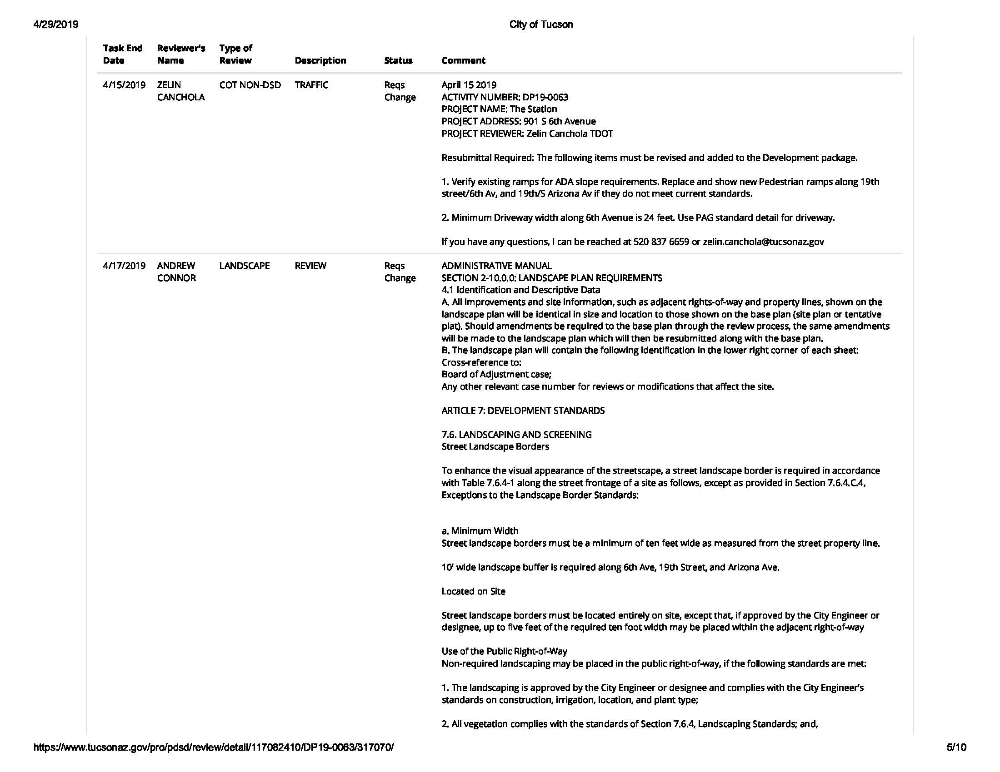 4/29/2019 City of Tucson
Task End Reviewer's Type of
Date Name Review Description Status Comment
4/15/2019 ZELIN COT NON-DSD TRAFFIC Reqs April 15 2019
CANCHOLA Change ACTIVITY NUMBER: DP19-0063
PROJECT NAME: The Station
PROJECT ADDRESS: 901 S 6th Avenue
PROJECT REVIEWER: Zelin Canchola TDOT
Resubmittal Required: The following items must be revised and added to the Development package.
1. Verify existing ramps for ADA slope requirements. Replace and show new Pedestrian ramps along 19th
street/6th Av, and 19th/S Arizona Av if they do not meet current standards.
2. Minimum Driveway width along 6th Avenue is 24 feet. Use PAG standard detail for driveway.
If you have any questions, I can be reached at 520 837 6659 or zelin.canchola@tucsonaz.gov
4/17/2019 ANDREW LANDSCAPE REVIEW Reqs ADMINISTRATIVE MANUAL
CONNOR Change SECTION 2-10.0.0: LANDSCAPE PLAN REQUIREMENTS
4.1 Identification and Descriptive Data
A. All improvements and site information, such as adjacent rights-of-way and property lines, shown on the
landscape plan will be identical in size and location to those shown on the base plan (site plan or tentative
plat). Should amendments be required to the base plan through the review process, the same amendments
will be made to the landscape plan which will then be resubmitted along with the base plan.
B. The landscape plan will contain the following identification in the lower right corner of each sheet:
Cross-reference to:
Board of Adjustment case;
Any other relevant case number for reviews or modifications that affect the site.
ARTICLE 7: DEVELOPMENT STANDARDS
7.6. LANDSCAPING AND SCREENING
Street Landscape Borders
To enhance the visual appearance of the streetscape, a street landscape border is required in accordance
with Table 7.6.4-1 along the street frontage of a site as follows, except as provided in Section 7.6.4.C.4,
Exceptions to the Landscape Border Standards:
a. Minimum Width
Street landscape borders must be a minimum of ten feet wide as measured from the street property line.
10' wide landscape buffer is required along 6th Ave, 19th Street, and Arizona Ave.
Located on Site
Street landscape borders must be located entirely on site, except that, if approved by the City Engineer or
designee, up to five feet of the required ten foot width may be placed within the adjacent right-of-way
Use of the Public Right-of-Way
Non-required landscaping may be placed in the public right-of-way, if the following standards are met:
1. The landscaping is approved by the City Engineer or designee and complies with the City Engineer's
standards on construction, irrigation, location, and plant type;
2. All vegetation complies with the standards of Section 7.6.4, Landscaping Standards; and,
https://www.tucsonaz.gov/pro/pdsd/review/detail/117082410/DP19-0063/317070/ 5/10